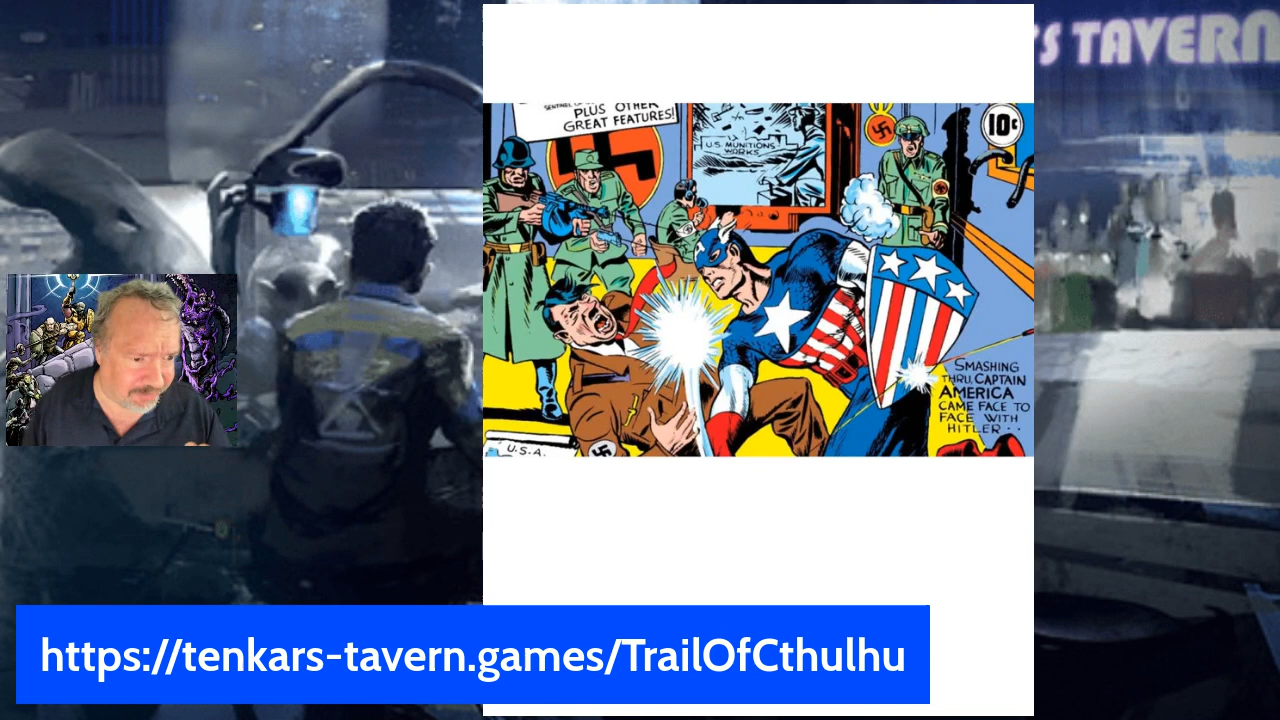 'S TAVERN
PLUS OTHER
GREAT FEATURES!
U.S. MUNITIONS
WORKS
10¢
SMASHING
THRU, CAPTAIN
AMERICA
CAME FACE TO
FACE WITH
HITLER··
U.S.A.
https://tenkars-tavern.games/TrailOfCthulhu